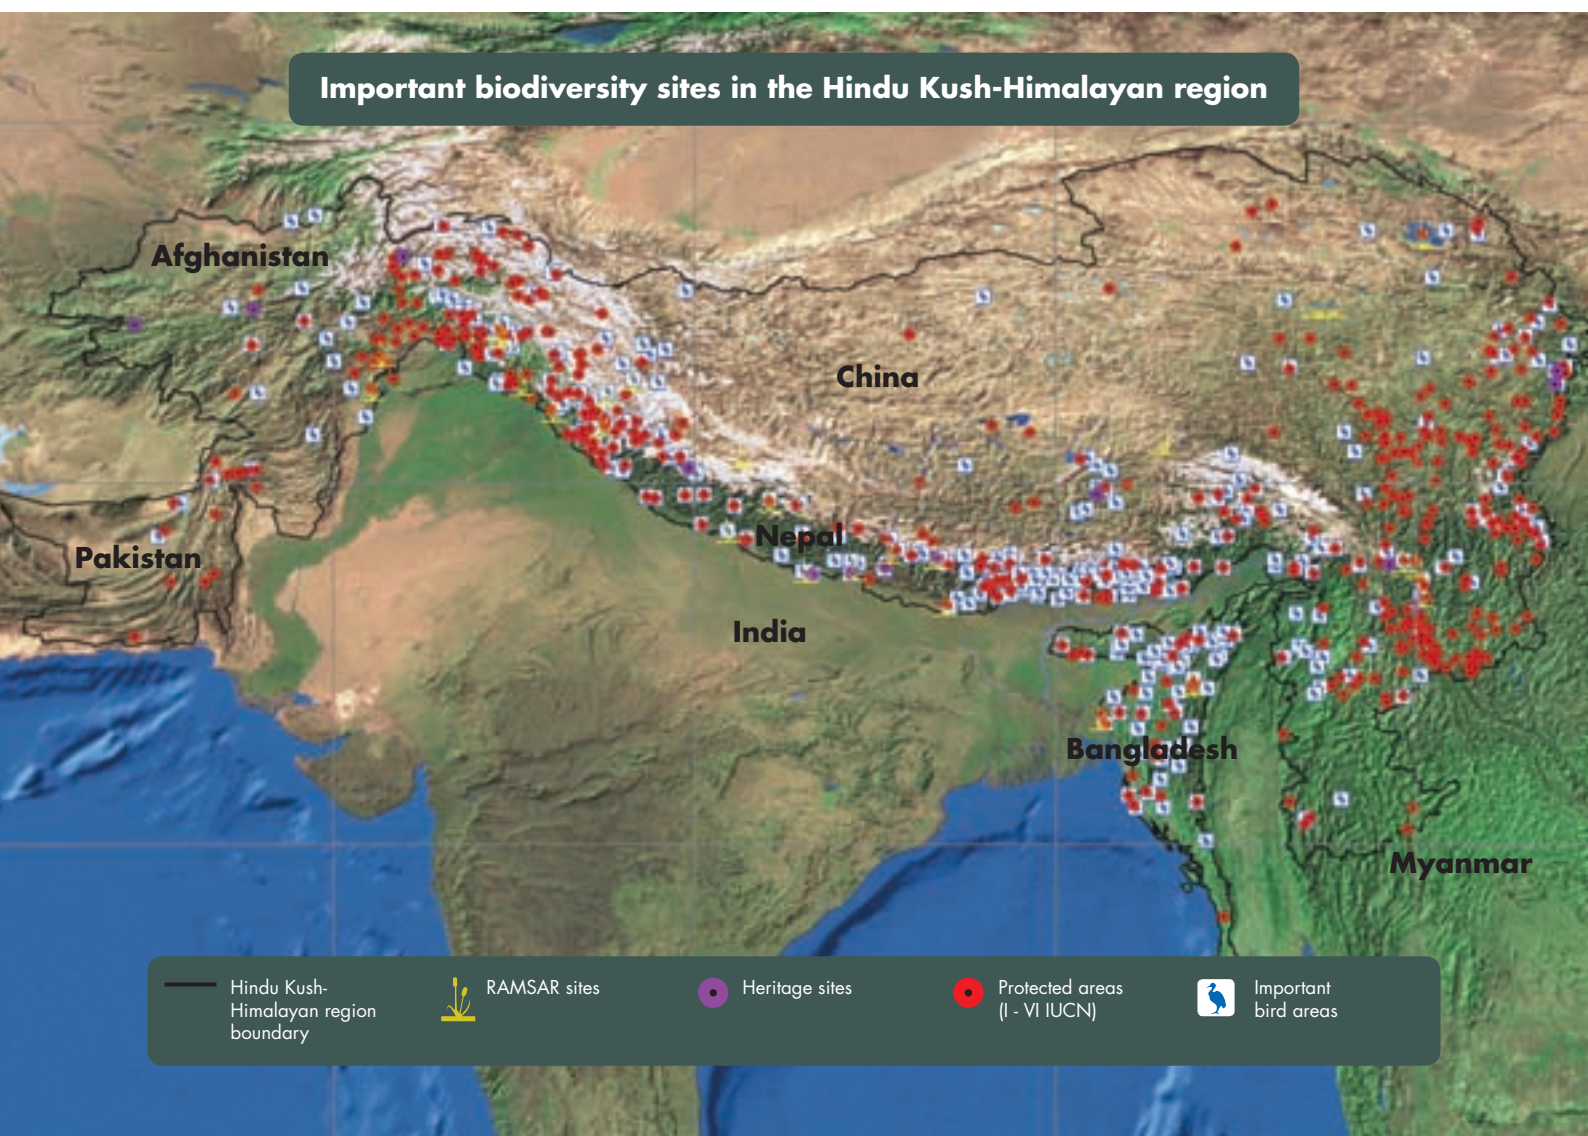 Important biodiversity sites in the Hindu Kush-Himalayan region
Afghanistan
China
Nepal
Pakistan
India
Bangladesh
Myanmar
Hindu Kush-
Himalayan region
boundary
RAMSAR sites
Heritage sites
Protected areas
(I - VI IUCN)
Important
bird areas